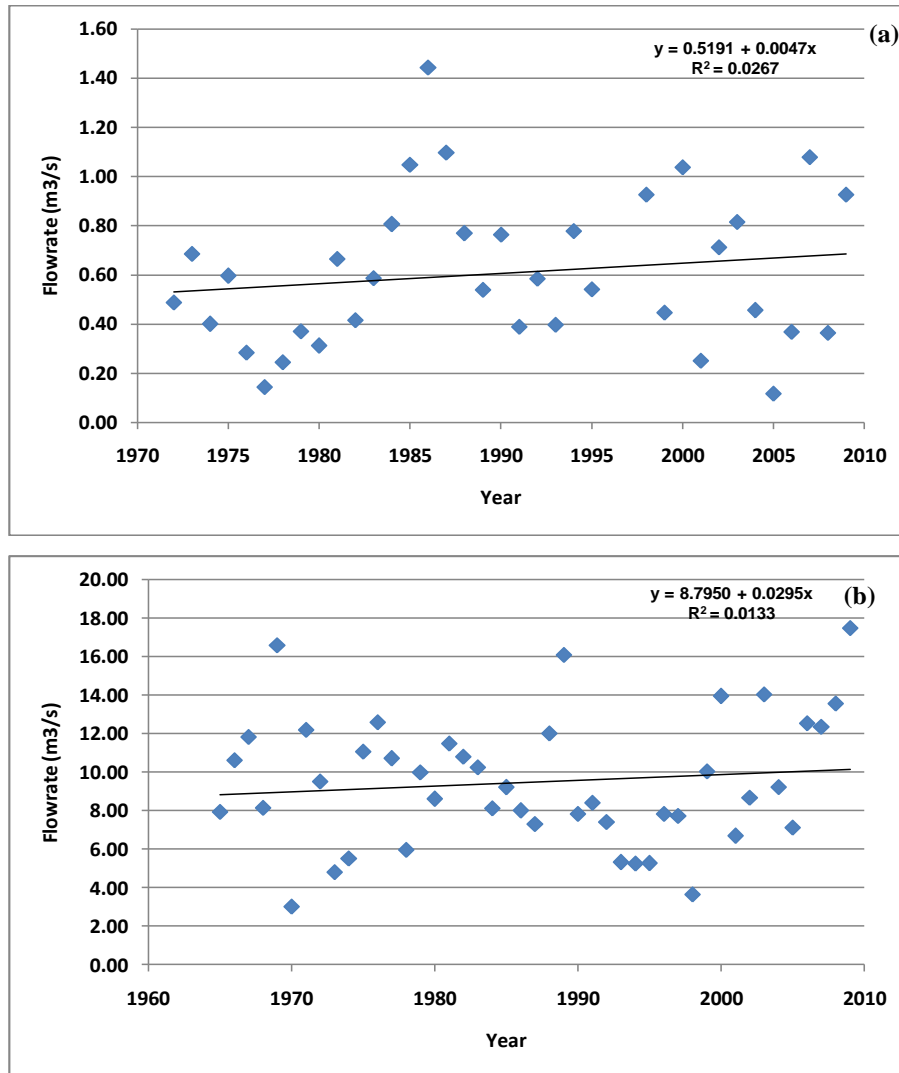 (a)
y = 0.5191 + 0.0047x
R² = 0.0267
1.60
1.40
1.20
1.00
0.80
0.60
0.40
0.20
0.00
Flowrate (m3/s)
1970 1975 1980 1985 1990 1995 2000 2005 2010
Year
(b)
y = 8.7950 + 0.0295x
R² = 0.0133
20.00
18.00
16.00
14.00
12.00
10.00
8.00
6.00
4.00
2.00
0.00
Flowrate (m3/s)
1960 1970 1980 1990 2000 2010
Year